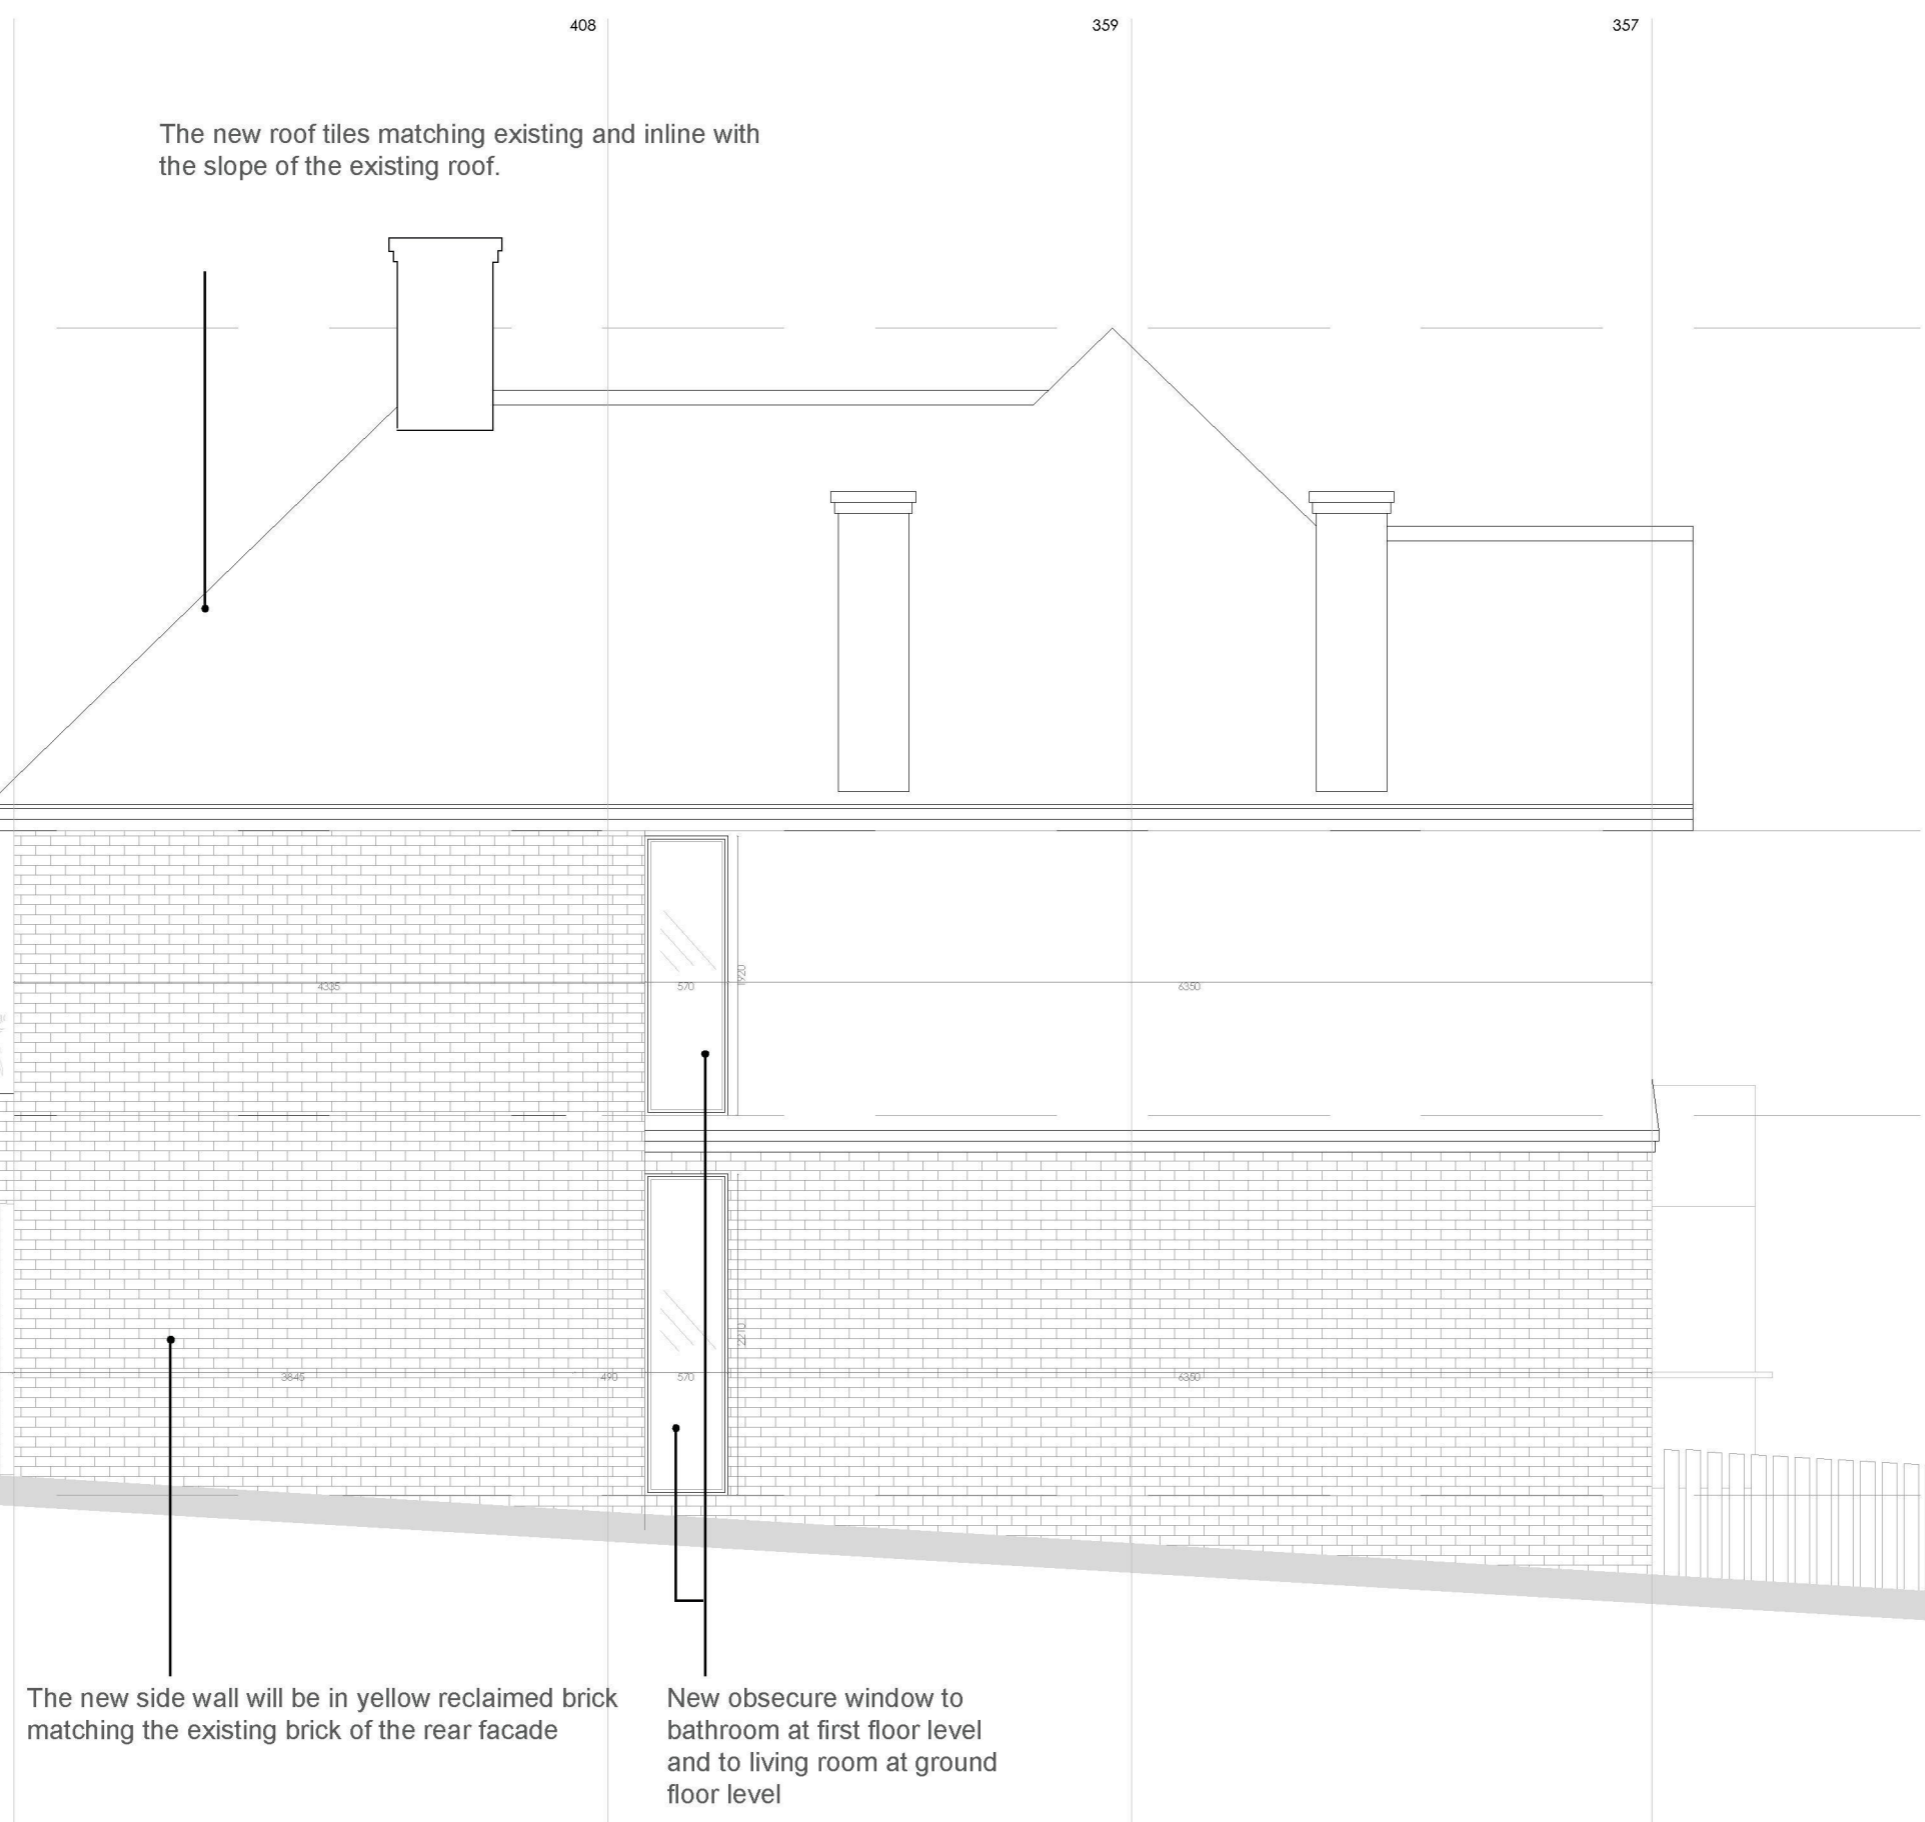 408
359
357
The new roof tiles matching existing and inline with
the slope of the existing roof.
4335
570
1920
6350
2210
3845
490
570
6350
The new side wall will be in yellow reclaimed brick
matching the existing brick of the rear facade
New obsecure window to
bathroom at first floor level
and to living room at ground
floor level